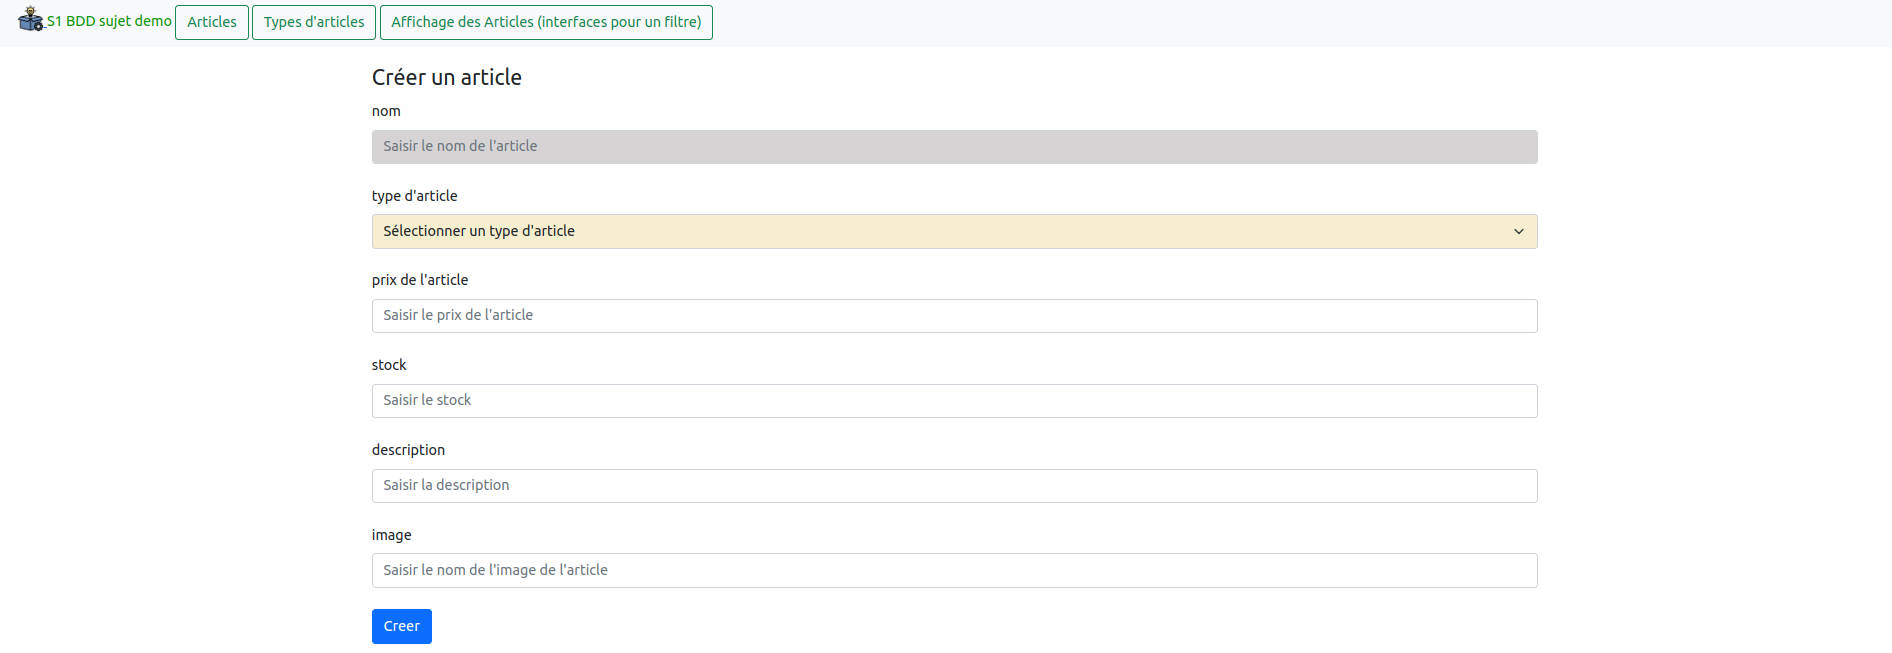 S1 BDD sujet demo Articles Types d'articles Affichage des Articles (interfaces pour un filtre)
Créer un article
nom
Saisir le nom de l'article
type d'article
Sélectionner un type d'article
prix de l'article
Saisir le prix de l'article
stock
Saisir le stock
description
Saisir la description
image
Saisir le nom de l'image de l'article
Creer